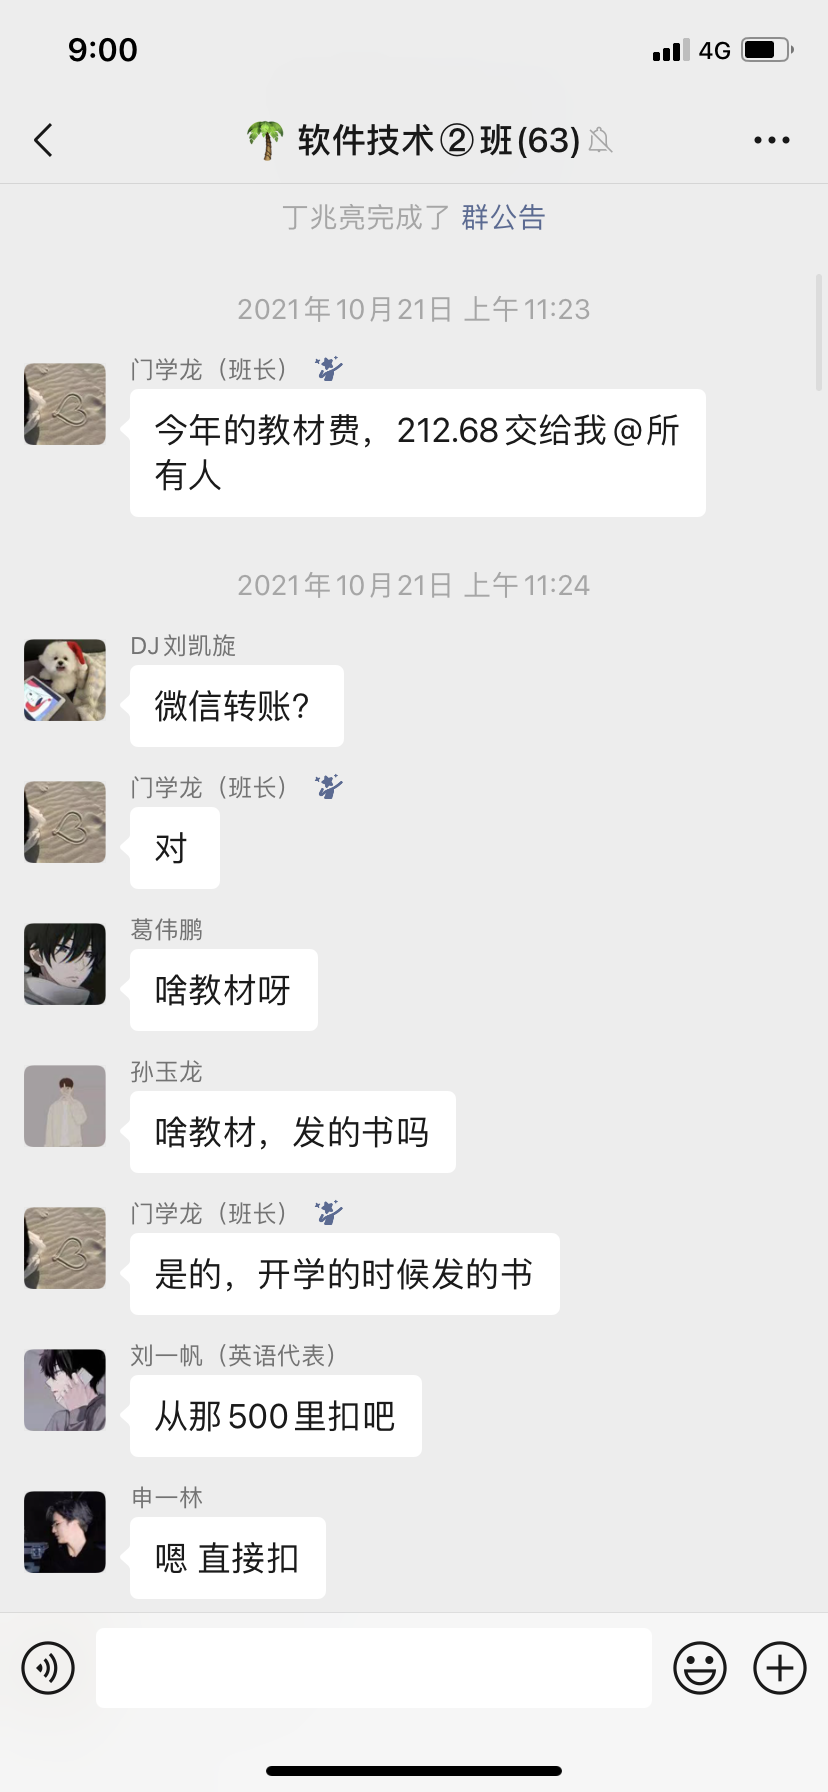 9:00
4G
🌴 软件技术②班(63)
丁兆亮完成了 群公告
2021年10月21日 上午11:23
门学龙（班长）
今年的教材费，212.68交给我@所
有人
2021年10月21日 上午11:24
DJ刘凯旋
微信转账?
门学龙（班长）
对
葛伟鹏
啥教材呀
孙玉龙
啥教材，发的书吗
门学龙（班长）
是的，开学的时候发的书
刘一帆（英语代表）
从那500里扣吧
申一林
嗯 直接扣